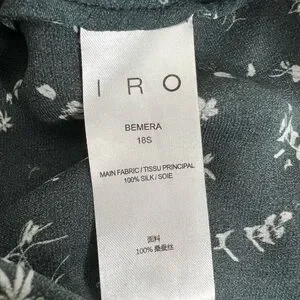 IRO
BEMERA
18S
MAIN FABRIC / TISSU PRINCIPAL
100% SILK / SOIE
面料
100% 桑蚕丝